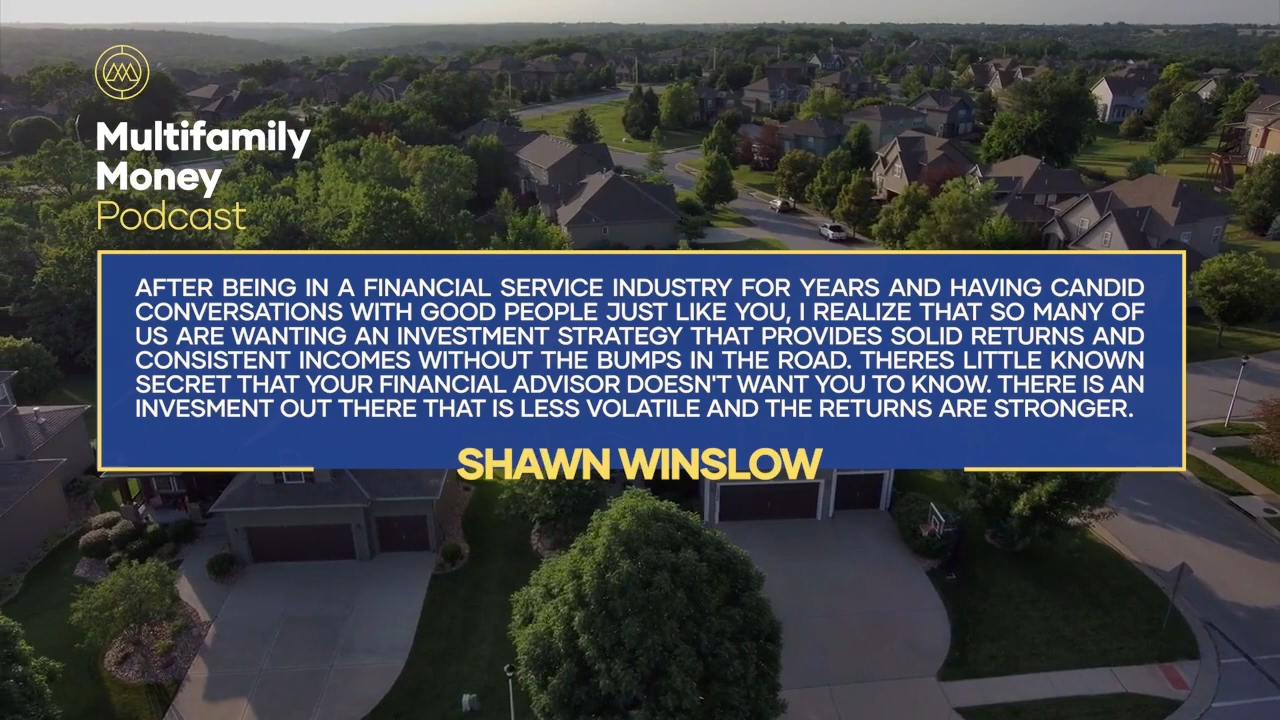 Multifamily
Money
Podcast
AFTER BEING IN A FINANCIAL SERVICE INDUSTRY FOR YEARS AND HAVING CANDID
CONVERSATIONS WITH GOOD PEOPLE JUST LIKE YOU, I REALIZE THAT SO MANY OF
US ARE WANTING AN INVESTMENT STRATEGY THAT PROVIDES SOLID RETURNS AND
CONSISTENT INCOMES WITHOUT THE BUMPS IN THE ROAD. THERES LITTLE KNOWN
SECRET THAT YOUR FINANCIAL ADVISOR DOESN'T WANT YOU TO KNOW. THERE IS AN
INVESMENT OUT THERE THAT IS LESS VOLATILE AND THE RETURNS ARE STRONGER.
SHAWN WINSLOW